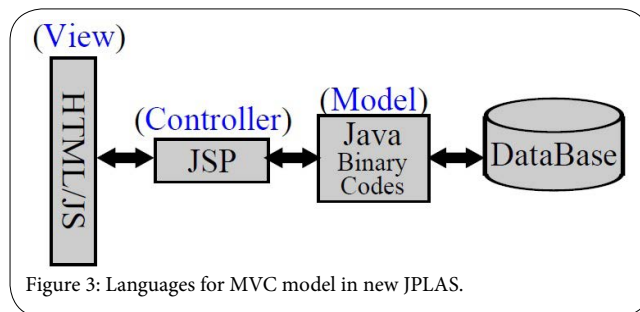 (View)
HTML/JS
(Controller)
JSP
(Model)
Java
Binary
Codes
DataBase
Figure 3: Languages for MVC model in new JPLAS.